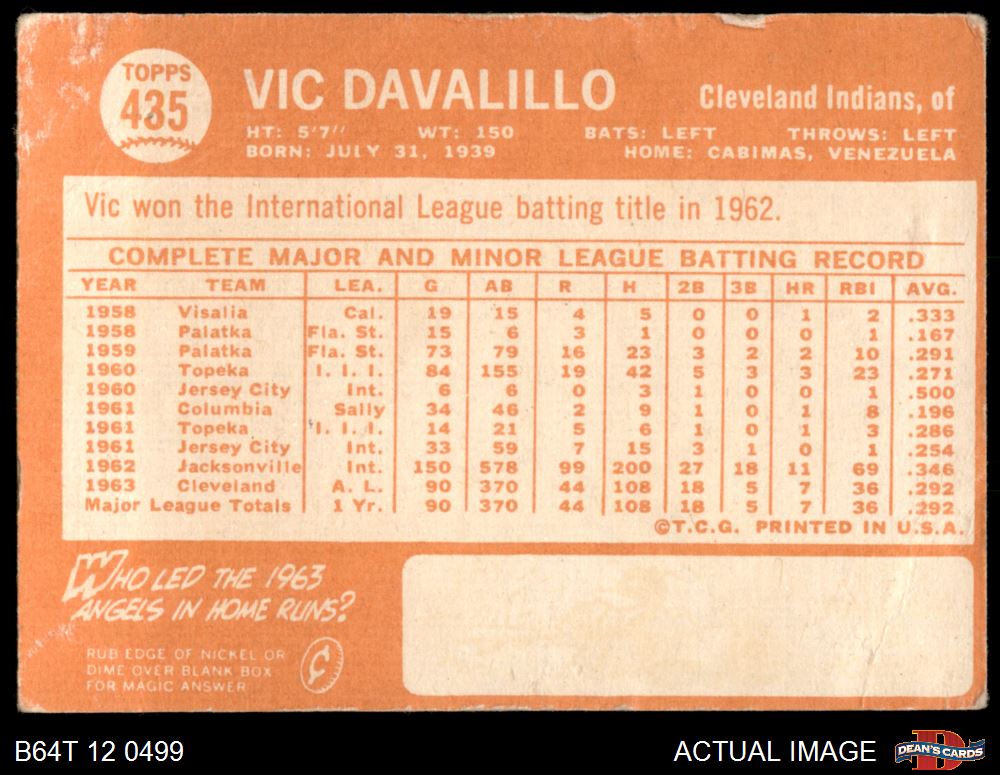 TOPPS
435
VIC DAVALILLO
Cleveland Indians, of
HT: 5'7" WT: 150 BATS: LEFT THROWS: LEFT
BORN: JULY 31, 1939 HOME: CABIMAS, VENEZUELA
Vic won the International League batting title in 1962.
COMPLETE MAJOR AND MINOR LEAGUE BATTING RECORD
YEAR TEAM LEA. G AB R H 2B 3B HR RBI AVG.
1958 Visalia Cal. 19 15 4 5 0 0 1 2 .333
1958 Palatka Fla. St. 15 6 3 1 0 0 0 1 .167
1959 Palatka Fla. St. 73 79 16 23 3 2 2 10 .291
1960 Topeka I. I. I. 84 155 19 42 5 3 3 23 .271
1960 Jersey City Int. 6 6 0 3 1 0 0 1 .500
1961 Columbia Sally 34 46 2 9 1 0 1 8 .196
1961 Topeka I. I. I. 14 21 5 6 1 0 1 3 .286
1961 Jersey City Int. 33 59 7 15 3 1 0 1 .254
1962 Jacksonville Int. 150 578 99 200 27 18 11 69 .346
1963 Cleveland A. L. 90 370 44 108 18 5 7 36 .292
Major League Totals 1 Yr. 90 370 44 108 18 5 7 36 .292
©T.C.G. PRINTED IN U.S.A.
WHO LED THE 1963
ANGELS IN HOME RUNS?
RUB EDGE OF NICKEL OR
DIME OVER BLANK BOX
FOR MAGIC ANSWER
¢
B64T 12 0499
ACTUAL IMAGE
DEAN'S CARDS